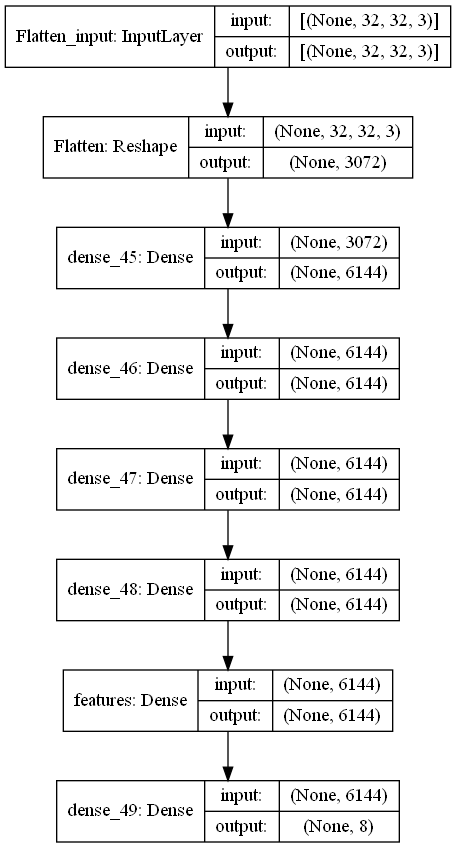 Flatten_input: InputLayer
input: [(None, 32, 32, 3)]
output: [(None, 32, 32, 3)]
Flatten: Reshape
input: (None, 32, 32, 3)
output: (None, 3072)
dense_45: Dense
input: (None, 3072)
output: (None, 6144)
dense_46: Dense
input: (None, 6144)
output: (None, 6144)
dense_47: Dense
input: (None, 6144)
output: (None, 6144)
dense_48: Dense
input: (None, 6144)
output: (None, 6144)
features: Dense
input: (None, 6144)
output: (None, 6144)
dense_49: Dense
input: (None, 6144)
output: (None, 8)